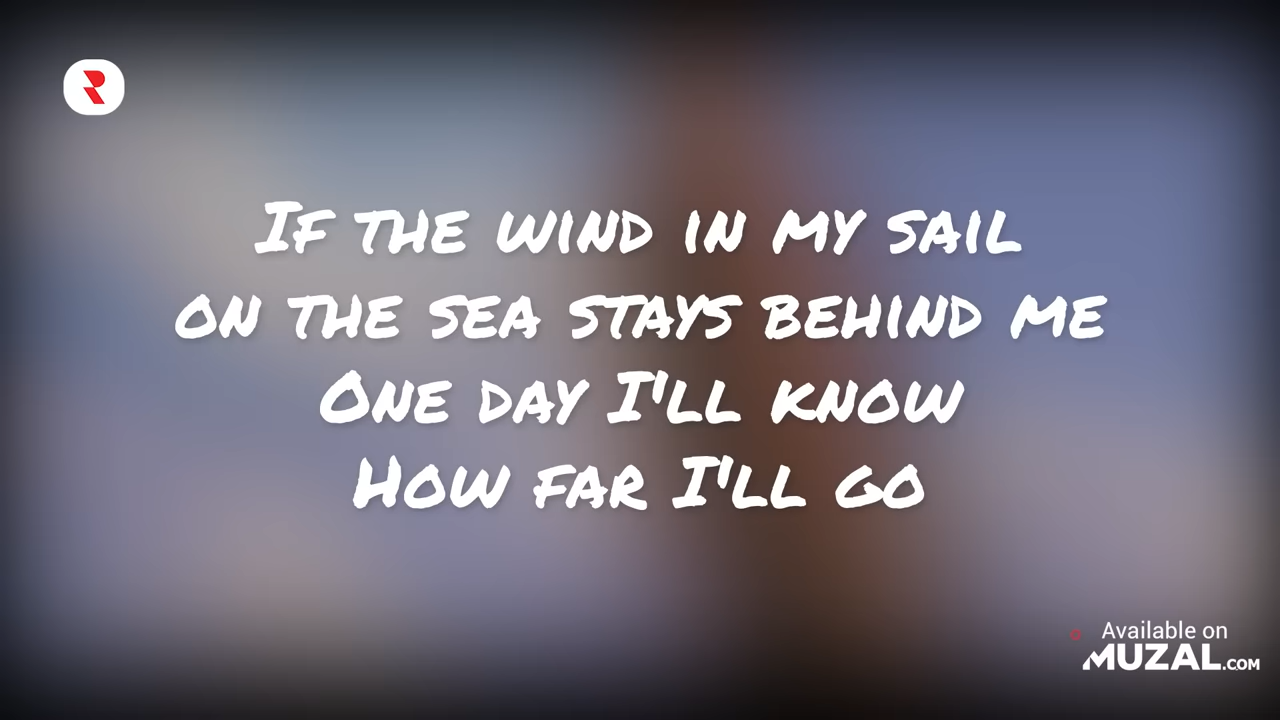 If the wind in my sail
on the sea stays behind me
One day I'll know
How far I'll go
Available on
MUZAL.COM